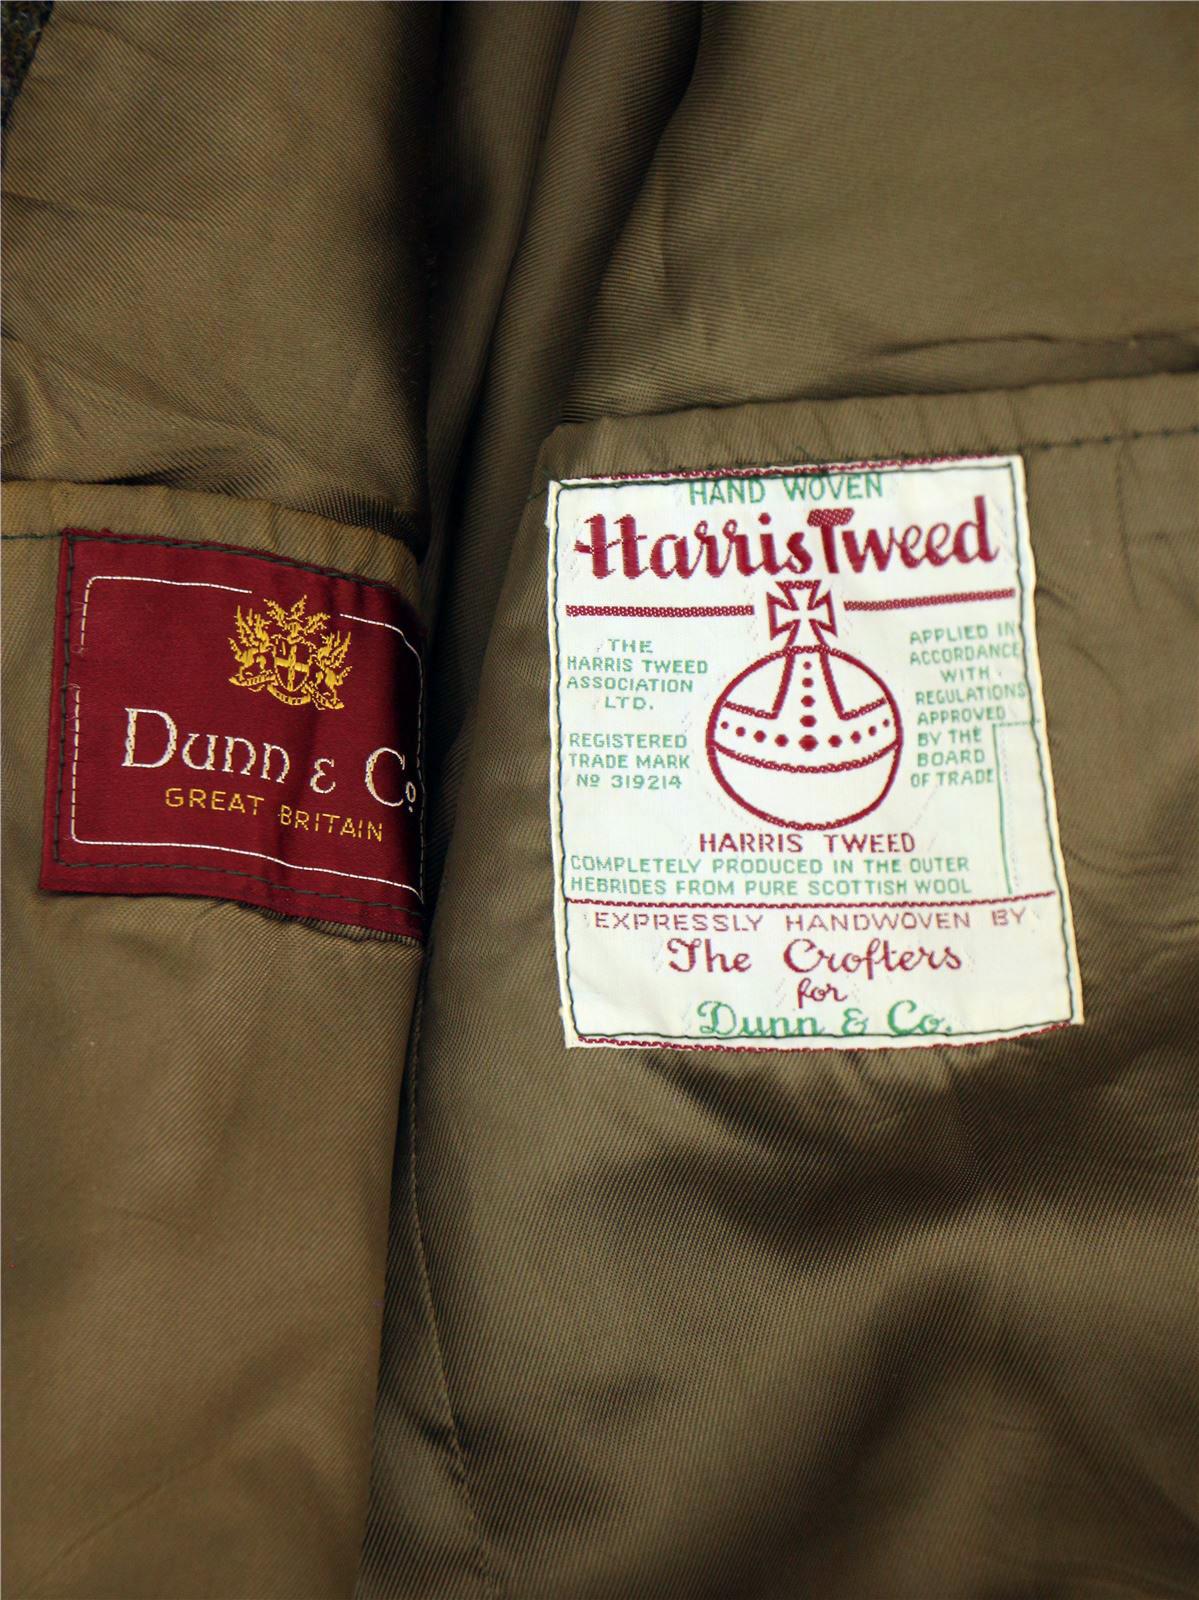 Dunn & Co.
GREAT BRITAIN
HAND WOVEN
Harris Tweed
THE
HARRIS TWEED
ASSOCIATION
LTD.
REGISTERED
TRADE MARK
Nº 319214
APPLIED IN
ACCORDANCE
WITH
REGULATIONS
APPROVED
BY THE
BOARD
OF TRADE
HARRIS TWEED
COMPLETELY PRODUCED IN THE OUTER
HEBRIDES FROM PURE SCOTTISH WOOL
EXPRESSLY HANDWOVEN BY
The Crofters
for
Dunn & Co.